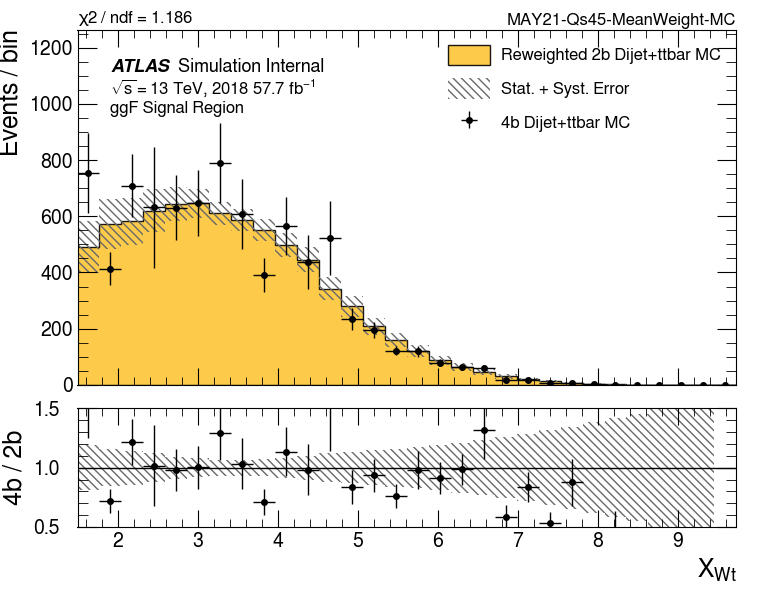 χ² / ndf = 1.186
MAY21-Qs45-MeanWeight-MC
Events / bin
1200
1000
800
600
400
200
0
ATLAS Simulation Internal
√s = 13 TeV, 2018 57.7 fb⁻¹
ggF Signal Region
Reweighted 2b Dijet+ttbar MC
Stat. + Syst. Error
4b Dijet+ttbar MC
4b / 2b
1.5
1.0
0.5
2 3 4 5 6 7 8 9
X_Wt